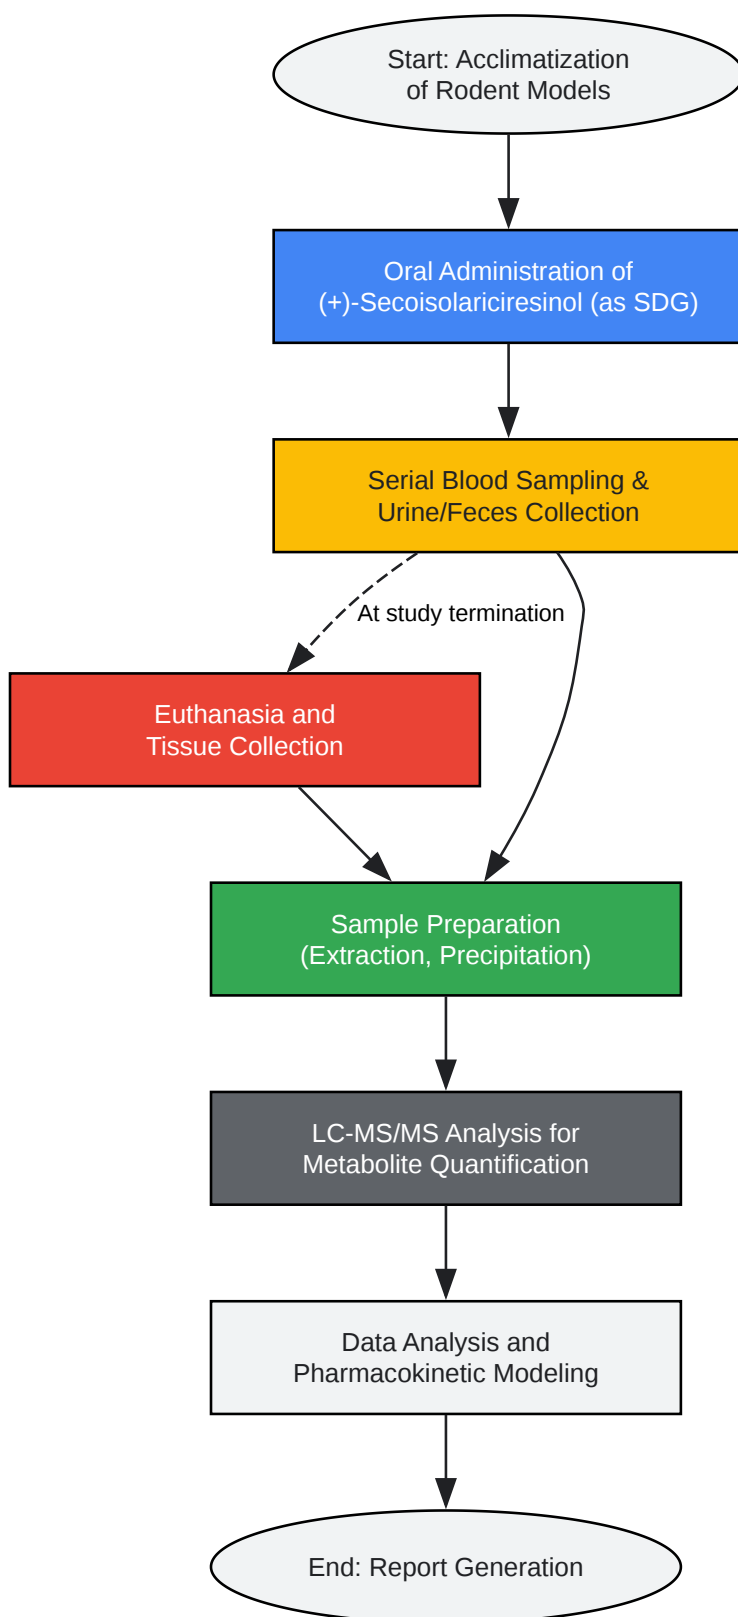 Start: Acclimatization
of Rodent Models
Oral Administration of
(+)-Secoisolariciresinol (as SDG)
Serial Blood Sampling &
Urine/Feces Collection
At study termination
Euthanasia and
Tissue Collection
Sample Preparation
(Extraction, Precipitation)
LC-MS/MS Analysis for
Metabolite Quantification
Data Analysis and
Pharmacokinetic Modeling
End: Report Generation